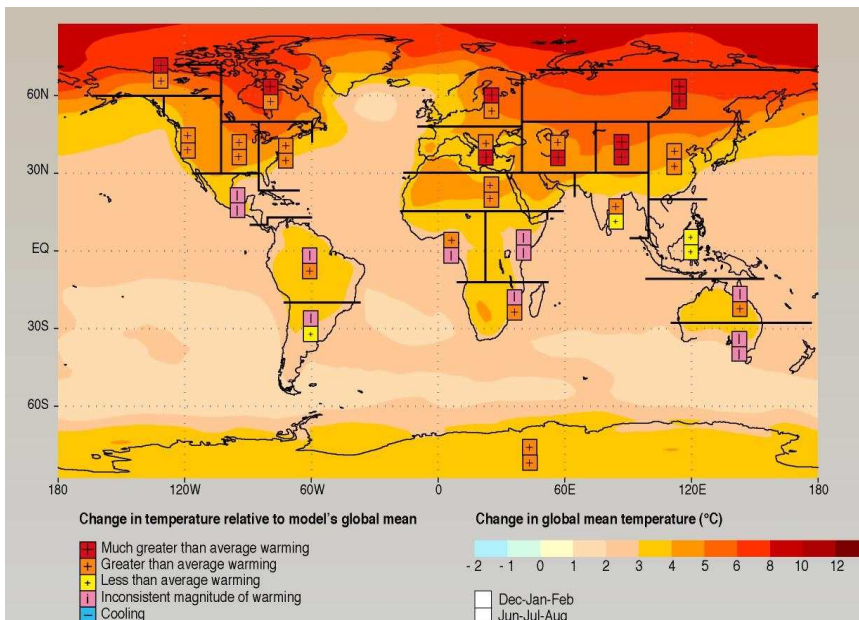 60N
30N
EQ
30S
60S
180 120W 60W 0 60E 120E 180
Change in temperature relative to model's global mean
Much greater than average warming
Greater than average warming
Less than average warming
Inconsistent magnitude of warming
Cooling
Change in global mean temperature (°C)
- 2 - 1 0 1 2 3 4 5 6 8 10 12
Dec-Jan-Feb
Jun-Jul-Aug